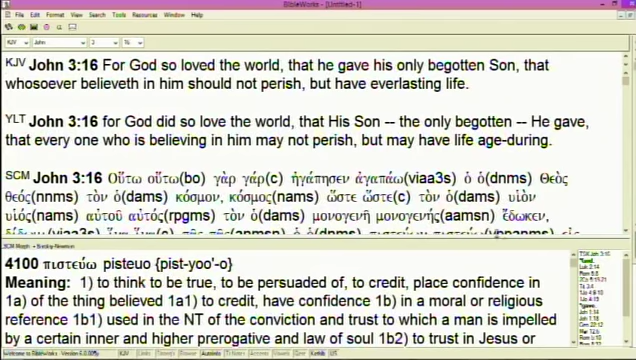 BibleWorks - [Untitled-1]
File Edit Format View Search Tools Resources Window Help
KJV John 3 16
KJV John 3:16 For God so loved the world, that he gave his only begotten Son, that
whosoever believeth in him should not perish, but have everlasting life.
YLT John 3:16 for God did so love the world, that His Son -- the only begotten -- He gave,
that every one who is believing in him may not perish, but may have life age-during.
SCM John 3:16 Οὕτω οὕτω(bo) γὰρ γάρ(c) ἠγάπησεν ἀγαπάω(viaa3s) ὁ ὁ(dnms) Θεὸς
θεός(nnms) τὸν ὁ(dams) κόσμον, κόσμος(nams) ὥστε ὥστε(c) τὸν ὁ(dams) υἱὸν
υἱός(nams) αὐτοῦ αὐτός(rpgms) τὸν ὁ(dams) μονογενῆ μονογενής(aamsn) ἔδωκεν,
4100 πιστεύω pisteuo {pist-yoo'-o}
Meaning: 1) to think to be true, to be persuaded of, to credit, place confidence in
1a) of the thing believed 1a1) to credit, have confidence 1b) in a moral or religious
reference 1b1) used in the NT of the conviction and trust to which a man is impelled
by a certain inner and higher prerogative and law of soul 1b2) to trust in Jesus or